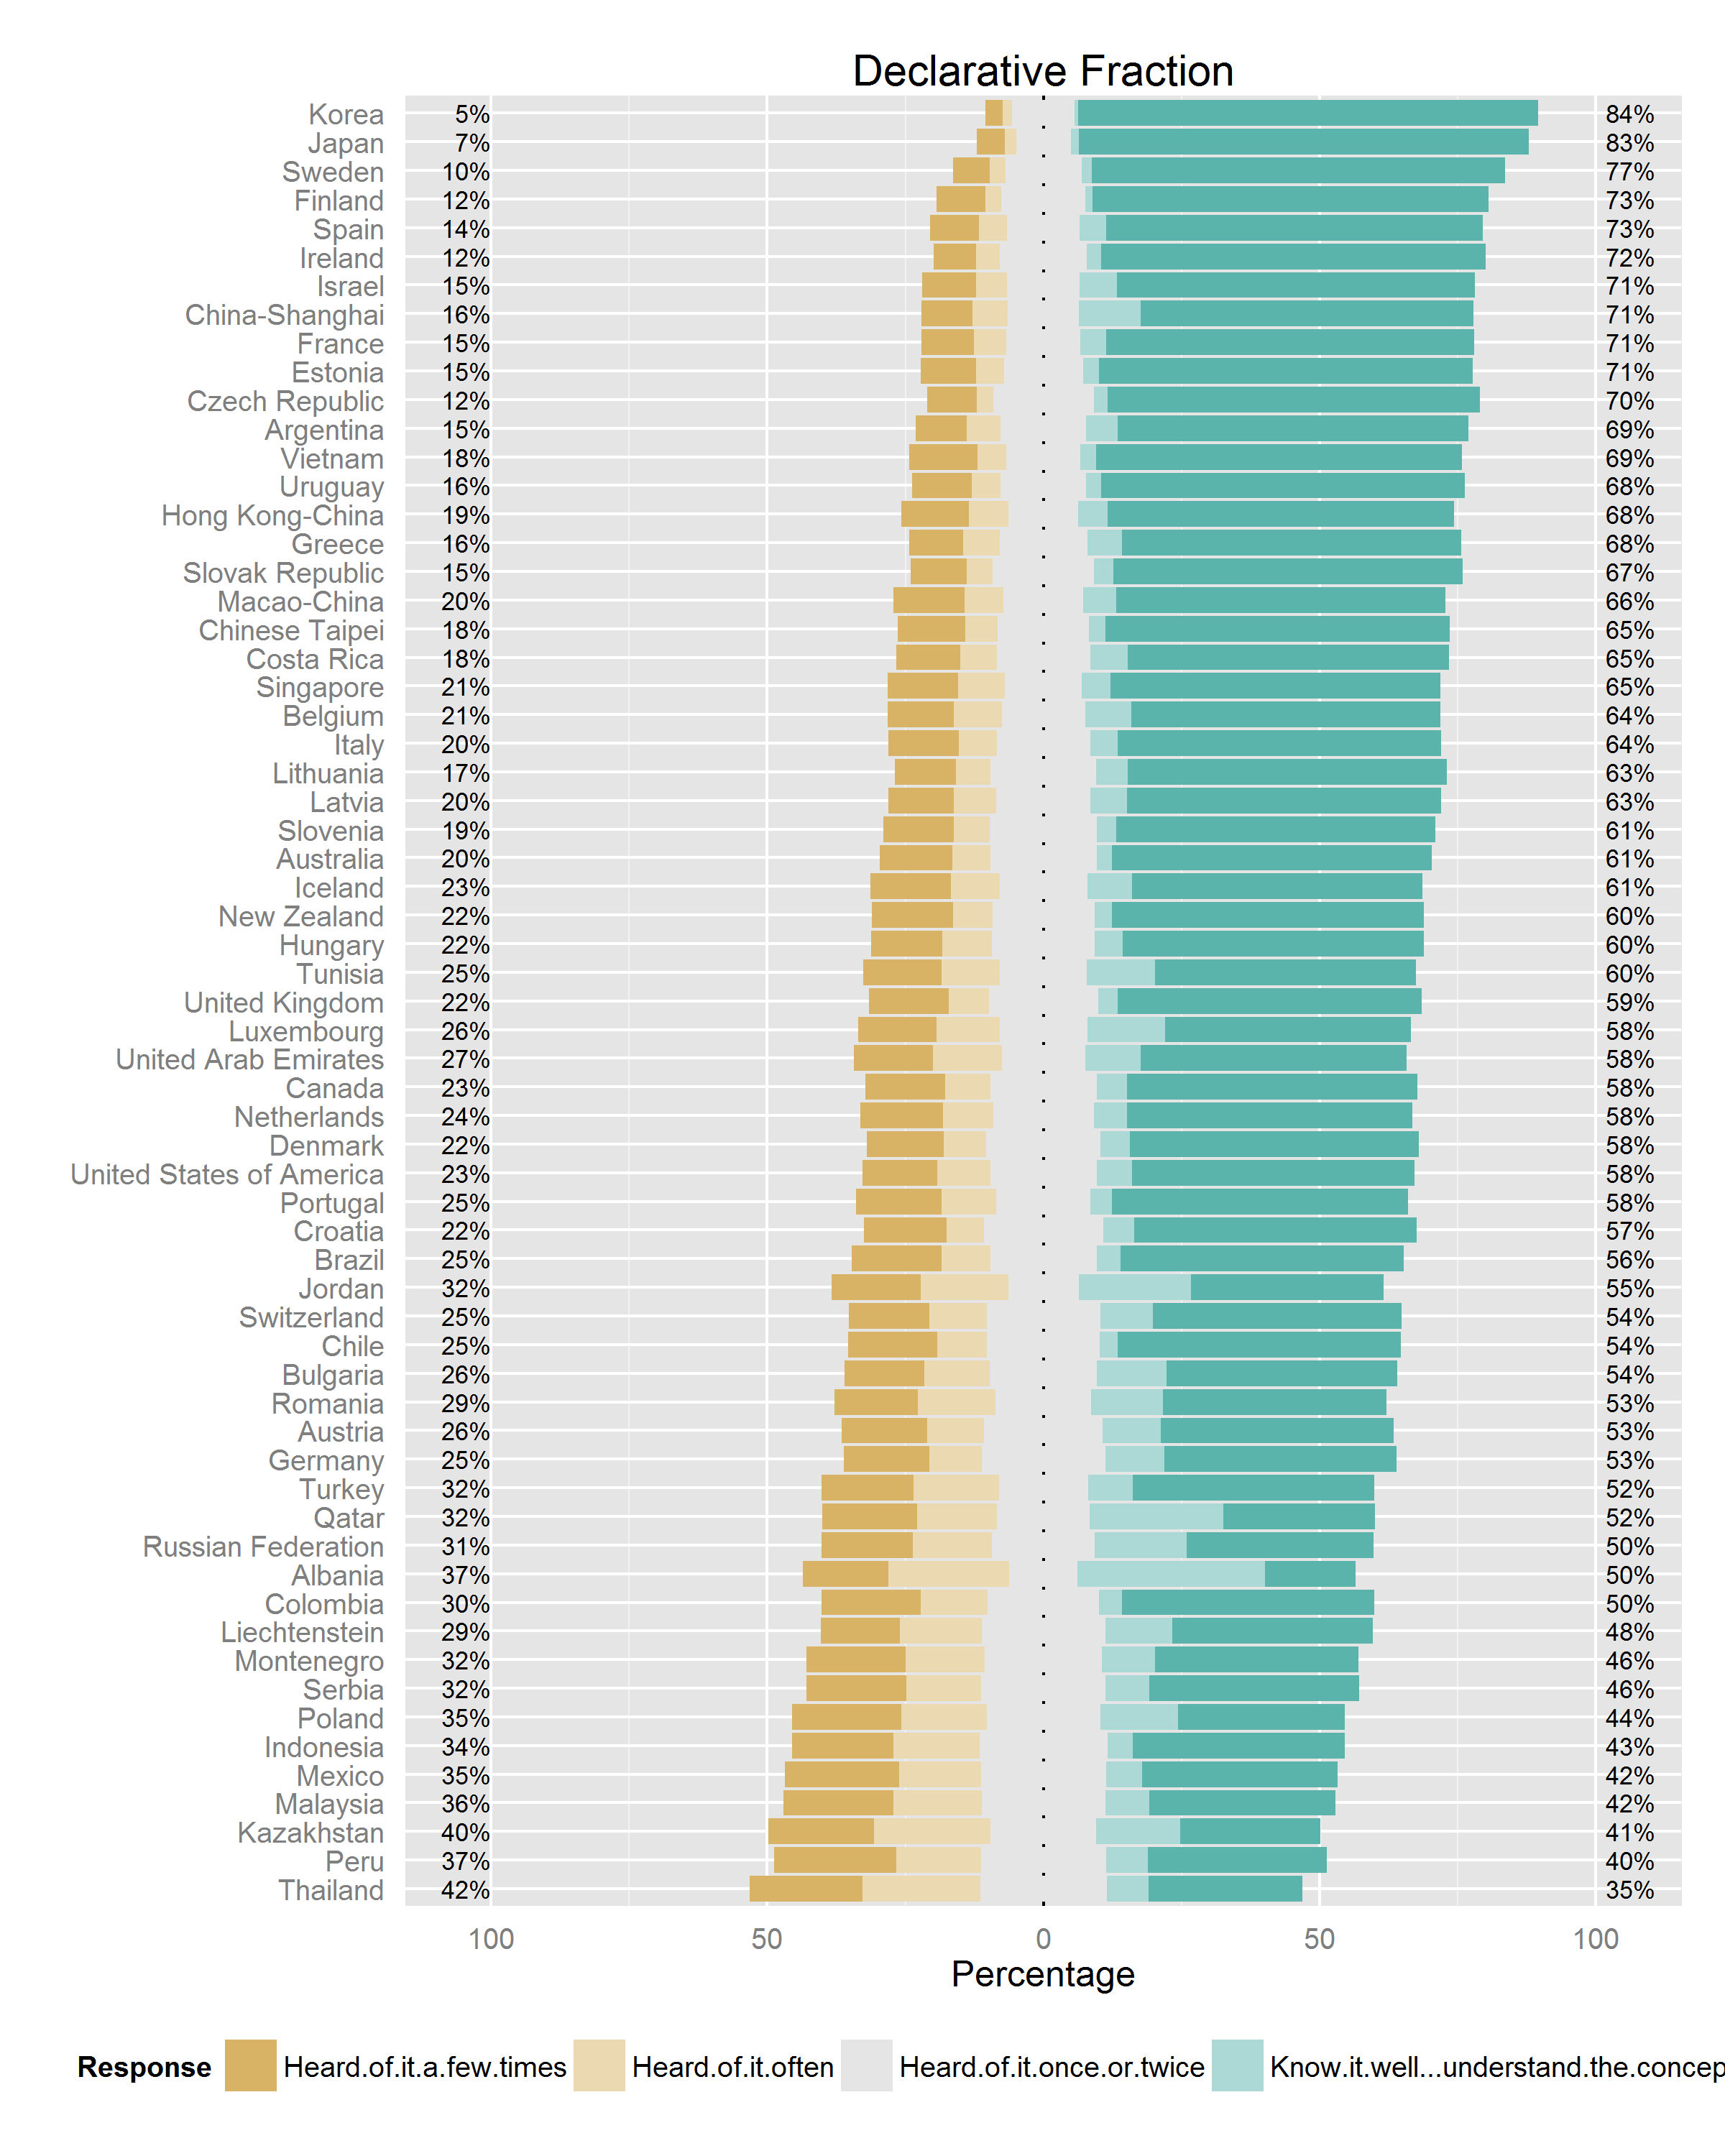 Declarative Fraction
Korea 5% 84%
Japan 7% 83%
Sweden 10% 77%
Finland 12% 73%
Spain 14% 73%
Ireland 12% 72%
Israel 15% 71%
China-Shanghai 16% 71%
France 15% 71%
Estonia 15% 71%
Czech Republic 12% 70%
Argentina 15% 69%
Vietnam 18% 69%
Uruguay 16% 68%
Hong Kong-China 19% 68%
Greece 16% 68%
Slovak Republic 15% 67%
Macao-China 20% 66%
Chinese Taipei 18% 65%
Costa Rica 18% 65%
Singapore 21% 65%
Belgium 21% 64%
Italy 20% 64%
Lithuania 17% 63%
Latvia 20% 63%
Slovenia 19% 61%
Australia 20% 61%
Iceland 23% 61%
New Zealand 22% 60%
Hungary 22% 60%
Tunisia 25% 60%
United Kingdom 22% 59%
Luxembourg 26% 58%
United Arab Emirates 27% 58%
Canada 23% 58%
Netherlands 24% 58%
Denmark 22% 58%
United States of America 23% 58%
Portugal 25% 58%
Croatia 22% 57%
Brazil 25% 56%
Jordan 32% 55%
Switzerland 25% 54%
Chile 25% 54%
Bulgaria 26% 54%
Romania 29% 53%
Austria 26% 53%
Germany 25% 53%
Turkey 32% 52%
Qatar 32% 52%
Russian Federation 31% 50%
Albania 37% 50%
Colombia 30% 50%
Liechtenstein 29% 48%
Montenegro 32% 46%
Serbia 32% 46%
Poland 35% 44%
Indonesia 34% 43%
Mexico 35% 42%
Malaysia 36% 42%
Kazakhstan 40% 41%
Peru 37% 40%
Thailand 42% 35%
100 50 0 50 100
Percentage
Response Heard.of.it.a.few.times Heard.of.it.often Heard.of.it.once.or.twice Know.it.well...understand.the.concep